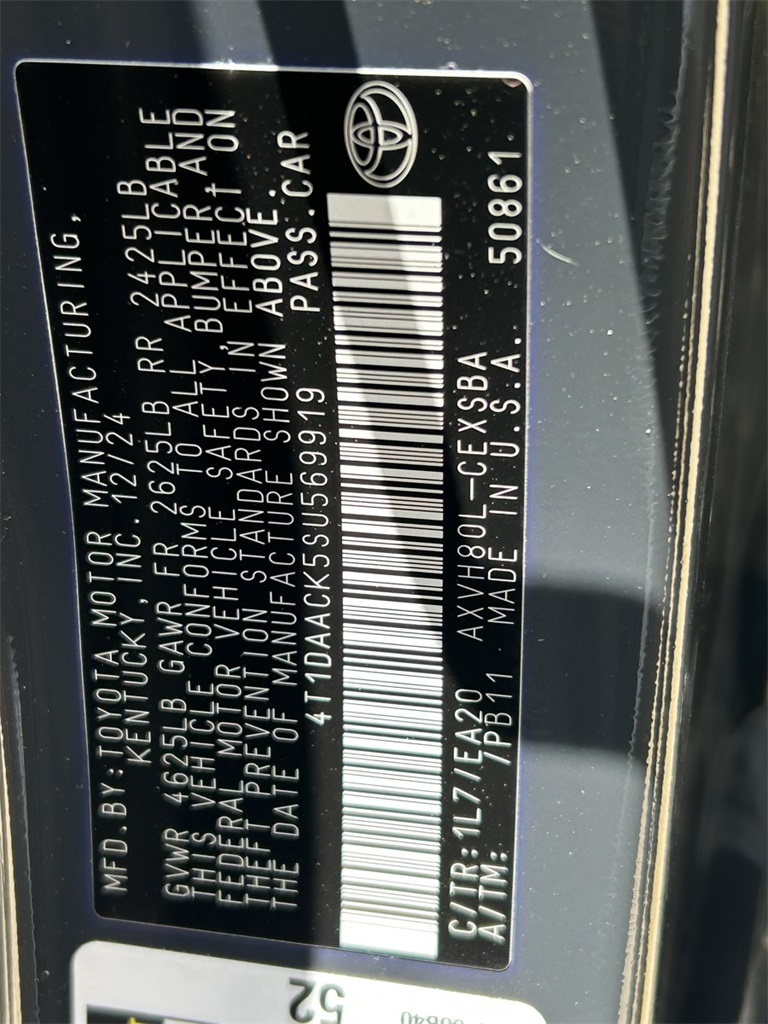 MFD.BY:TOYOTA MOTOR MANUFACTURING,
KENTUCKY, INC. 12/24
GVWR 4625LB GAWR FR 2625LB RR 2425LB
THIS VEHICLE CONFORMS TO ALL APPLICABLE
FEDERAL MOTOR VEHICLE SAFETY, BUMPER, AND
THEFT PREVENTION STANDARDS IN EFFECT ON
THE DATE OF MANUFACTURE SHOWN ABOVE.
4T1DAACK5SU569919 PASS.CAR
C/TR:1L7/EA20 AXVH80L-CEXSBA
A/TM: /PB11 MADE IN U.S.A. 50861
52